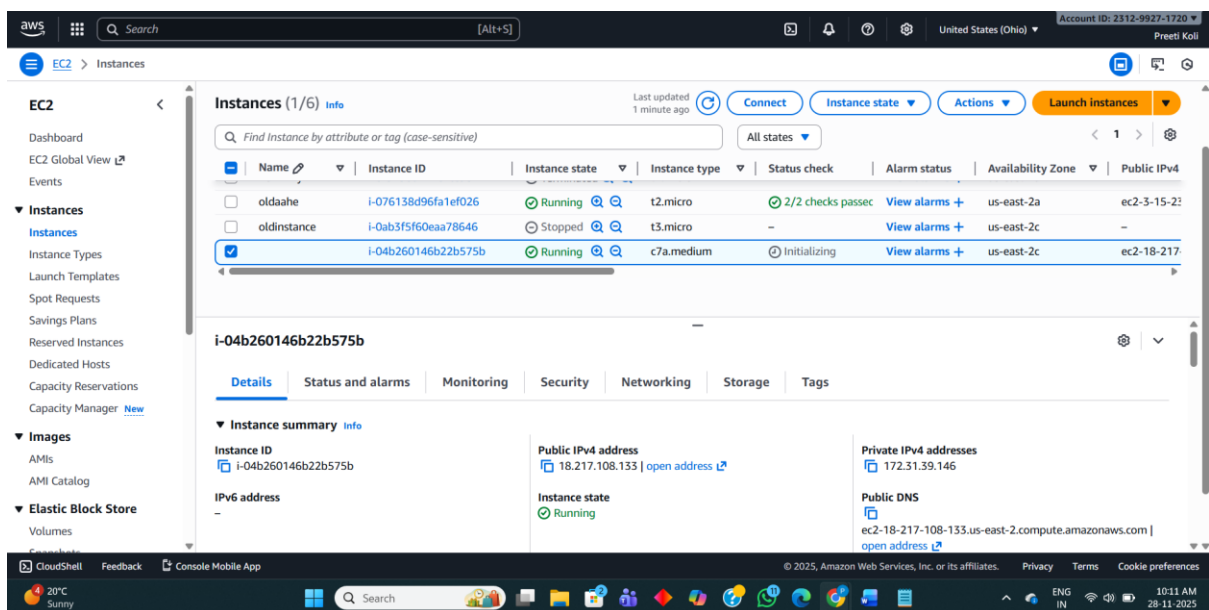 aws Search [Alt+S] United States (Ohio) ▼ Account ID: 2312-9927-1720 ▼
Preeti Koli
EC2 > Instances
EC2
Dashboard
EC2 Global View
Events
▼ Instances
Instances
Instance Types
Launch Templates
Spot Requests
Savings Plans
Reserved Instances
Dedicated Hosts
Capacity Reservations
Capacity Manager New
▼ Images
AMIs
AMI Catalog
▼ Elastic Block Store
Volumes
Instances (1/6) Info
Last updated
1 minute ago
Connect Instance state ▼ Actions ▼ Launch instances ▼
Find Instance by attribute or tag (case-sensitive) All states ▼ < 1 >
Name Instance ID Instance state Instance type Status check Alarm status Availability Zone Public IPv4
oldaahe i-076138d96fa1ef026 Running t2.micro 2/2 checks passec View alarms + us-east-2a ec2-3-15-23
oldinstance i-0ab3f5f60eaa78646 Stopped t3.micro – View alarms + us-east-2c –
i-04b260146b22b575b Running c7a.medium Initializing View alarms + us-east-2c ec2-18-217-
i-04b260146b22b575b
Details Status and alarms Monitoring Security Networking Storage Tags
▼ Instance summary Info
Instance ID
i-04b260146b22b575b
Public IPv4 address
18.217.108.133 | open address
Private IPv4 addresses
172.31.39.146
IPv6 address
–
Instance state
Running
Public DNS
ec2-18-217-108-133.us-east-2.compute.amazonaws.com |
open address
CloudShell Feedback Console Mobile App © 2025, Amazon Web Services, Inc. or its affiliates. Privacy Terms Cookie preferences
4 20°C
Sunny
Search
ENG
IN
10:11 AM
28-11-2025